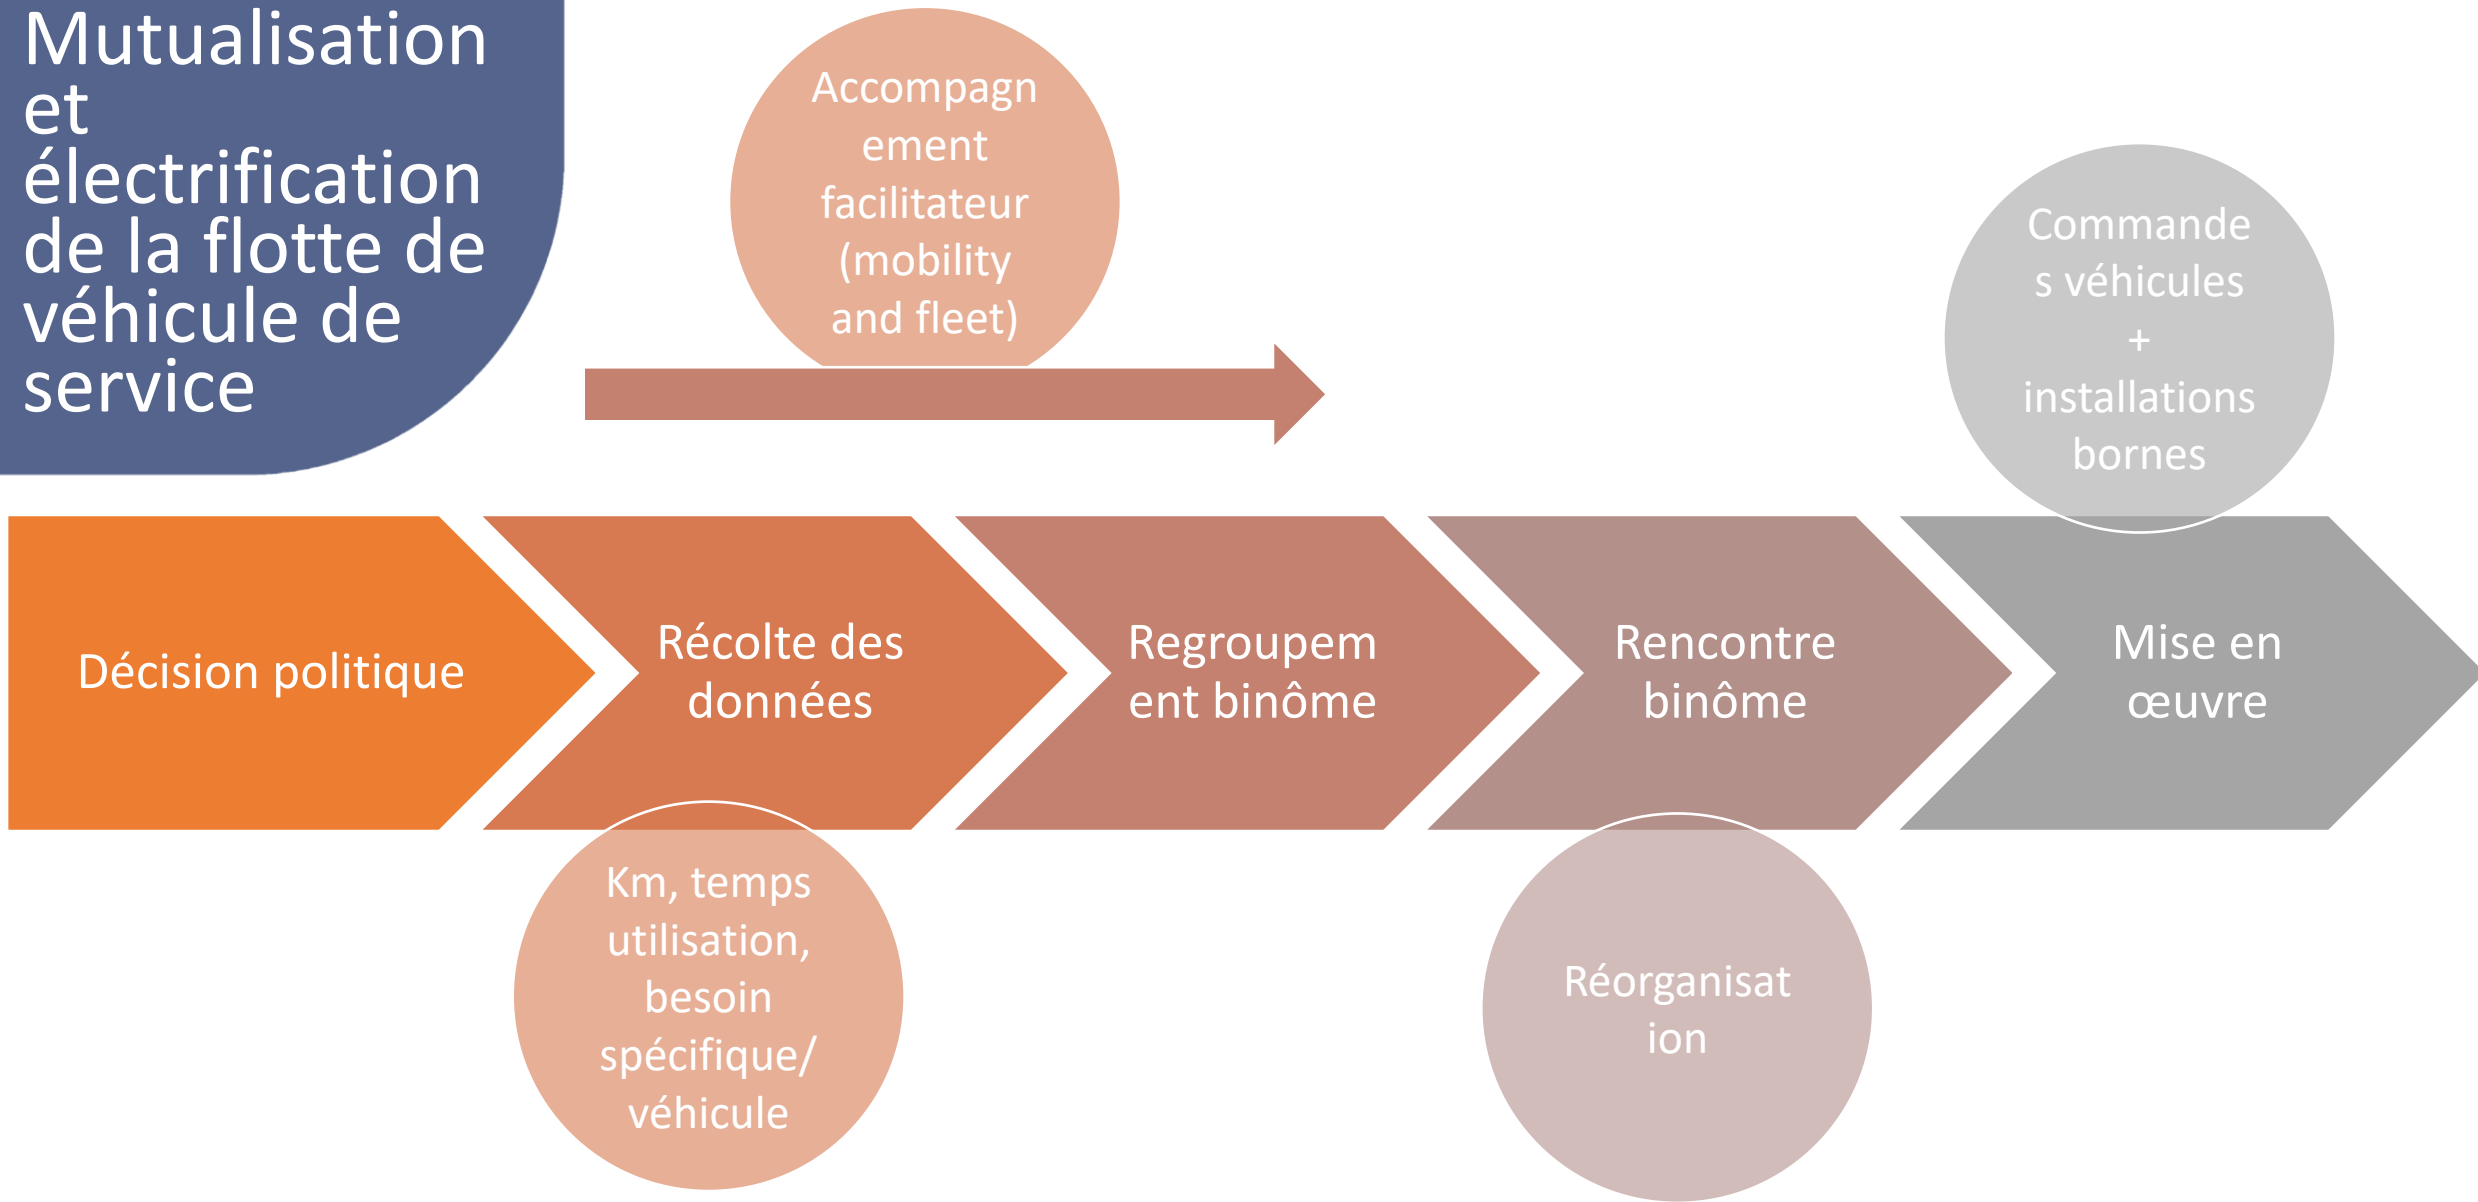 Mutualisation
et
électrification
de la flotte de
véhicule de
service
Accompagn
ement
facilitateur
(mobility
and fleet)
Commande
s véhicules
+
installations
bornes
Décision politique
Récolte des
données
Regroupem
ent binôme
Rencontre
binôme
Mise en
œuvre
Km, temps
utilisation,
besoin
spécifique/
véhicule
Réorganisat
ion